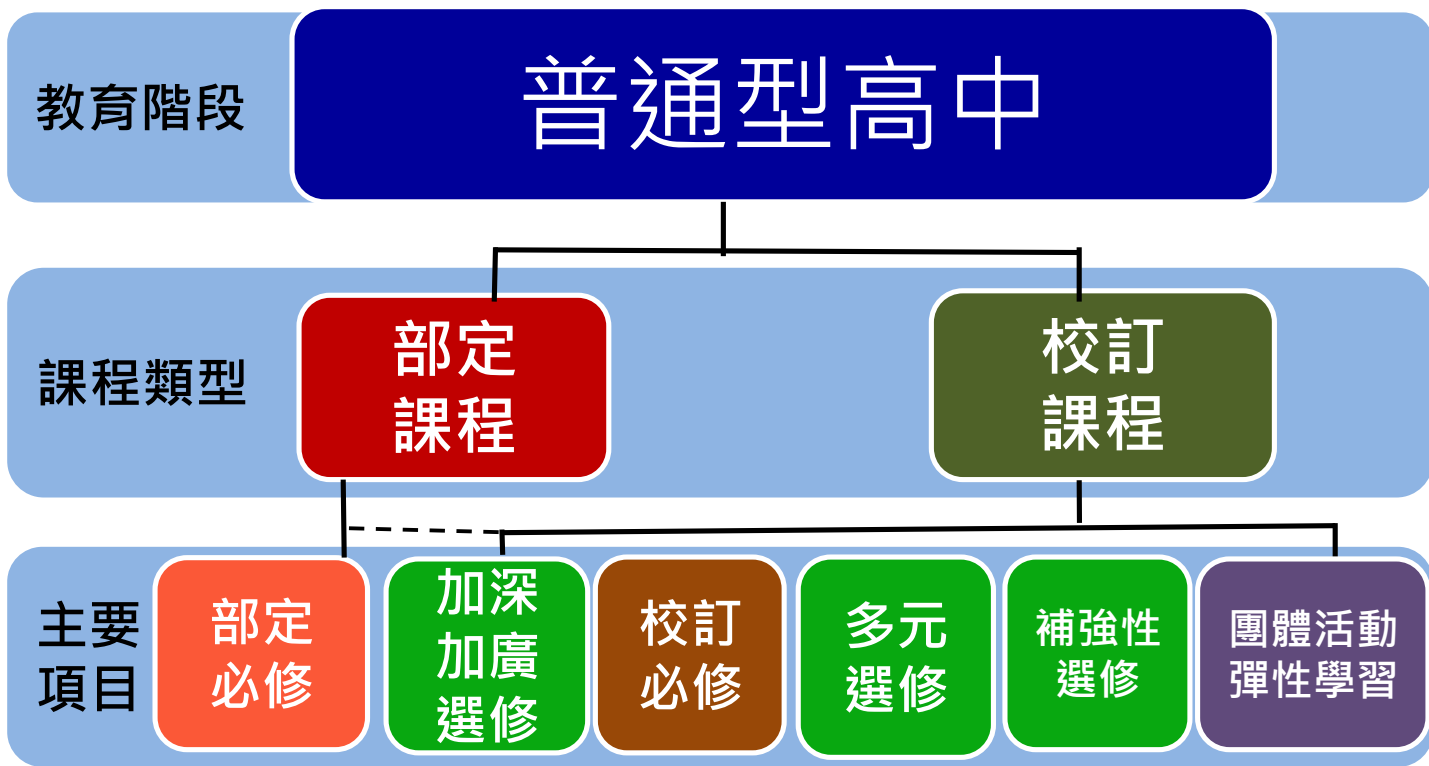 教育階段
普通型高中
課程類型
部定
課程
校訂
課程
主要
項目
部定
必修
加深
加廣
選修
校訂
必修
多元
選修
補強性
選修
團體活動
彈性學習